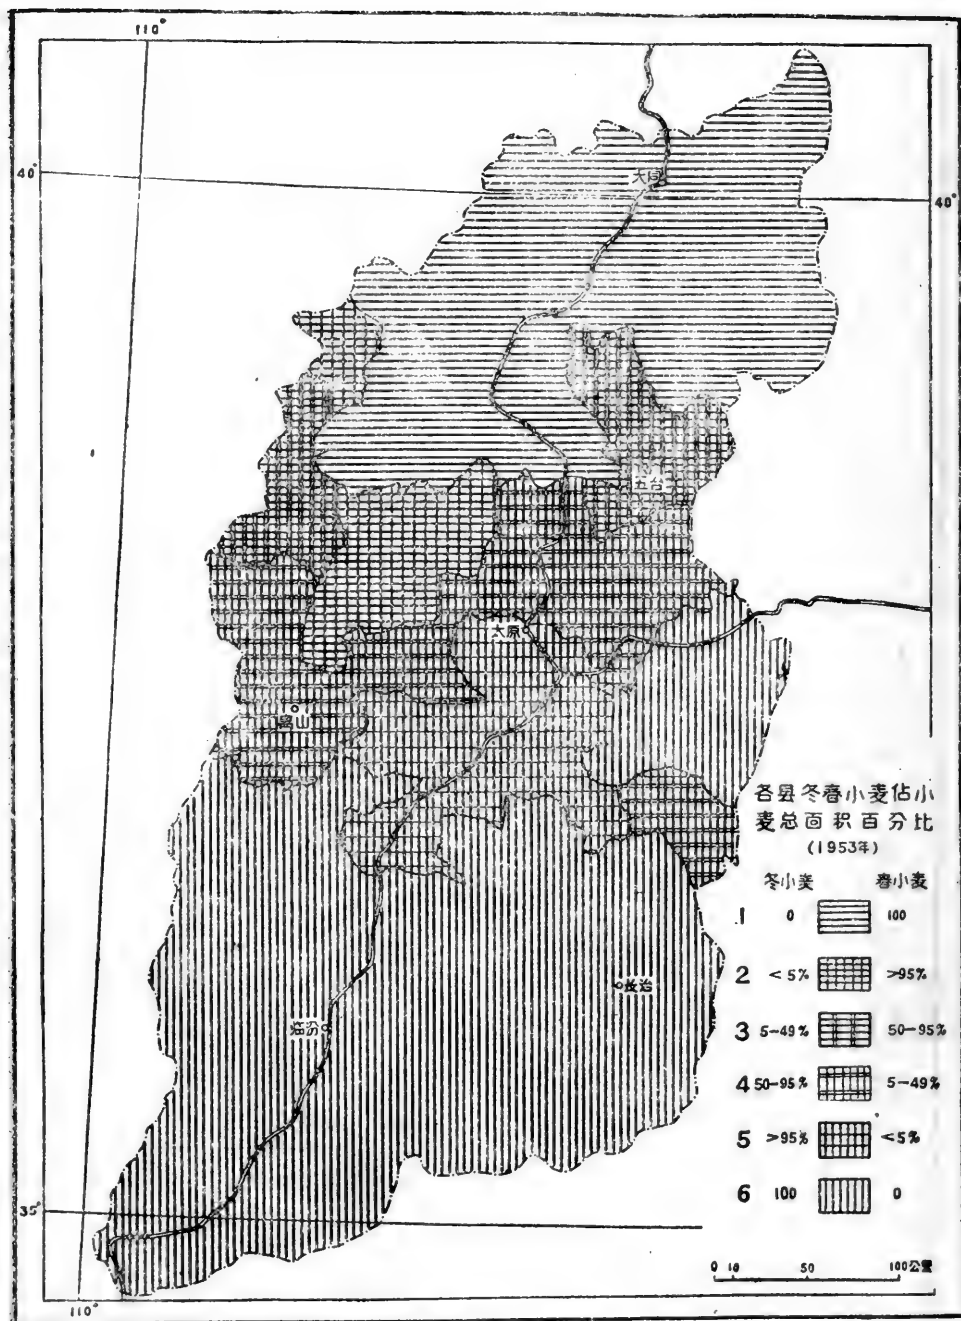 110°
40°
40°
大同
五台
太原
离山
长治
临汾
35°
110°
各县冬春小麦佔小
麦总面积百分比
(1953年)
冬小麦 春小麦
1 0 100
2 <5% >95%
3 5-49% 50-95%
4 50-95% 5-49%
5 >95% <5%
6 100 0
0 10 50 100公里